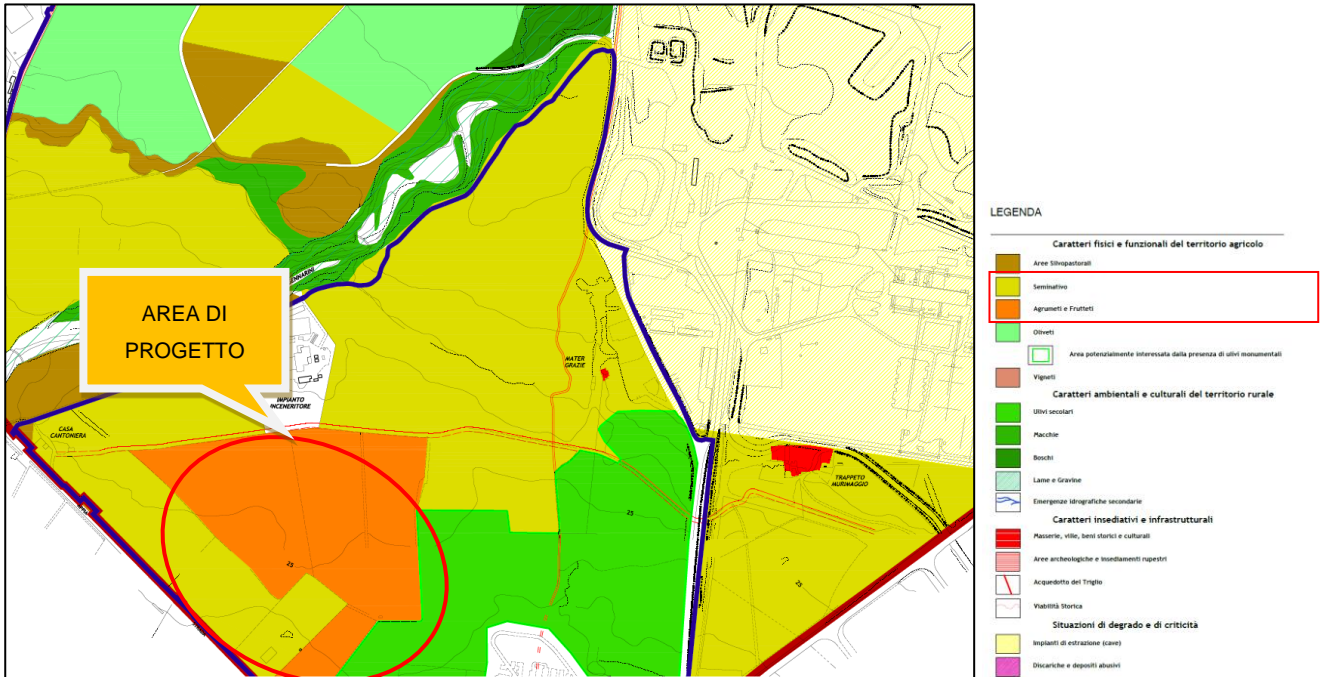 AREA DI
PROGETTO
IMPIANTO
INCENERITORE
CASA
CANTONIERA
MATER
GRAZIE
TRAPPETO
MURIMAGGIO
25
25
25
LEGENDA
Caratteri fisici e funzionali del territorio agricolo
Aree Silvopastorali
Seminativo
Agrumeti e Frutteti
Oliveti
Area potenzialmente interessata dalla presenza di ulivi monumentali
Vigneti
Caratteri ambientali e culturali del territorio rurale
Ulivi secolari
Macchie
Boschi
Lame e Gravine
Emergenze idrografiche secondarie
Caratteri insediativi e infrastrutturali
Masserie, ville, beni storici e culturali
Aree archeologiche e insediamenti rupestri
Acquedotto del Triglio
Viabilità Storica
Situazioni di degrado e di criticità
Impianti di estrazione (cave)
Discariche e depositi abusivi